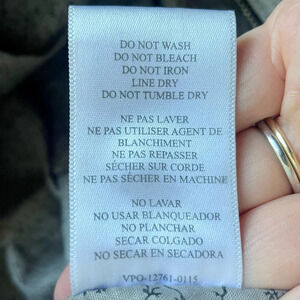 DO NOT WASH
DO NOT BLEACH
DO NOT IRON
LINE DRY
DO NOT TUMBLE DRY
NE PAS LAVER
NE PAS UTILISER AGENT DE
BLANCHIMENT
NE PAS REPASSER
SÉCHER SUR CORDE
NE PAS SÉCHER EN MACHINE
NO LAVAR
NO USAR BLANQUEADOR
NO PLANCHAR
SECAR COLGADO
NO SECAR EN SECADORA
VPO-12761-0115